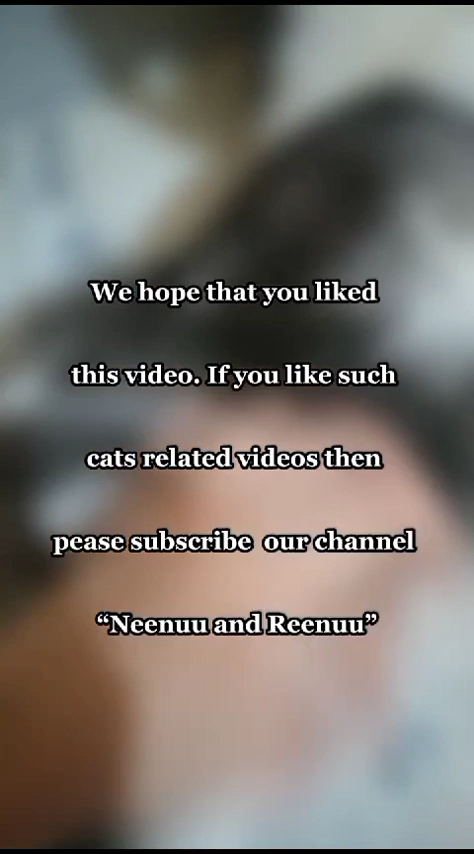 We hope that you liked
this video. If you like such
cats related videos then
pease subscribe our channel
“Neenuu and Reenuu”